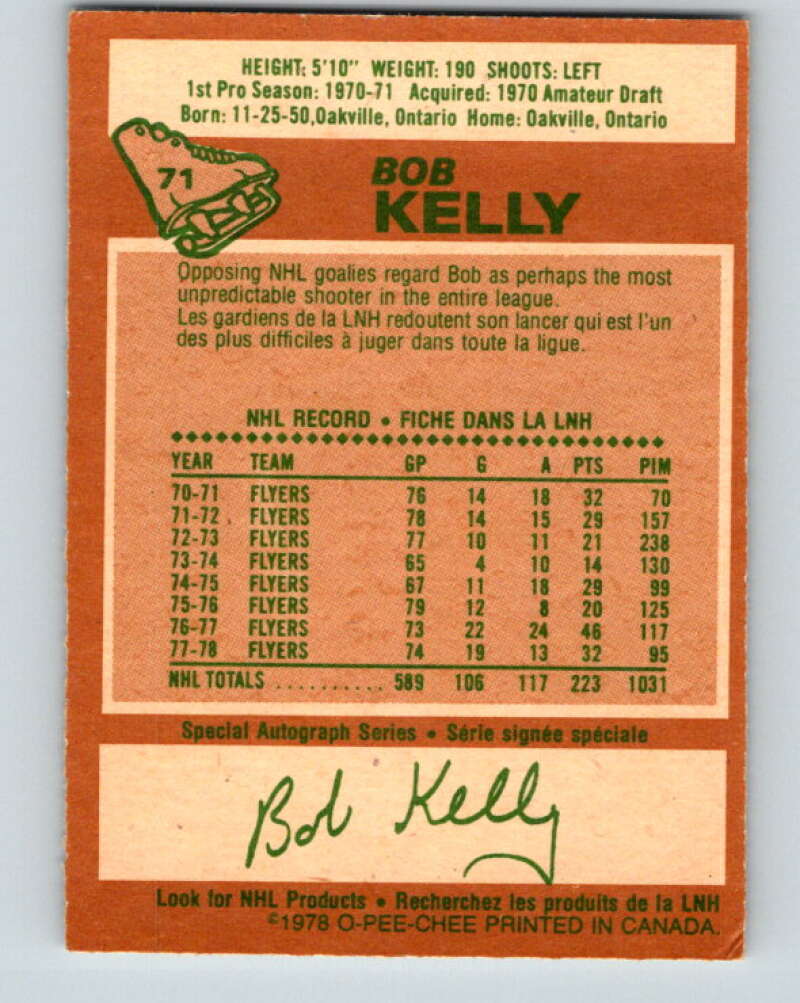 HEIGHT: 5'10" WEIGHT: 190 SHOOTS: LEFT
1st Pro Season: 1970-71 Acquired: 1970 Amateur Draft
Born: 11-25-50,Oakville, Ontario Home: Oakville, Ontario
71
BOB
KELLY
Opposing NHL goalies regard Bob as perhaps the most
unpredictable shooter in the entire league.
Les gardiens de la LNH redoutent son lancer qui est l'un
des plus difficiles à juger dans toute la ligue.
NHL RECORD • FICHE DANS LA LNH
YEAR TEAM GP G A PTS PIM
70-71 FLYERS 76 14 18 32 70
71-72 FLYERS 78 14 15 29 157
72-73 FLYERS 77 10 11 21 238
73-74 FLYERS 65 4 10 14 130
74-75 FLYERS 67 11 18 29 99
75-76 FLYERS 79 12 8 20 125
76-77 FLYERS 73 22 24 46 117
77-78 FLYERS 74 19 13 32 95
NHL TOTALS .......... 589 106 117 223 1031
Special Autograph Series • Série signée spéciale
Bob Kelly
Look for NHL Products • Recherchez les produits de la LNH
©1978 O-PEE-CHEE PRINTED IN CANADA.